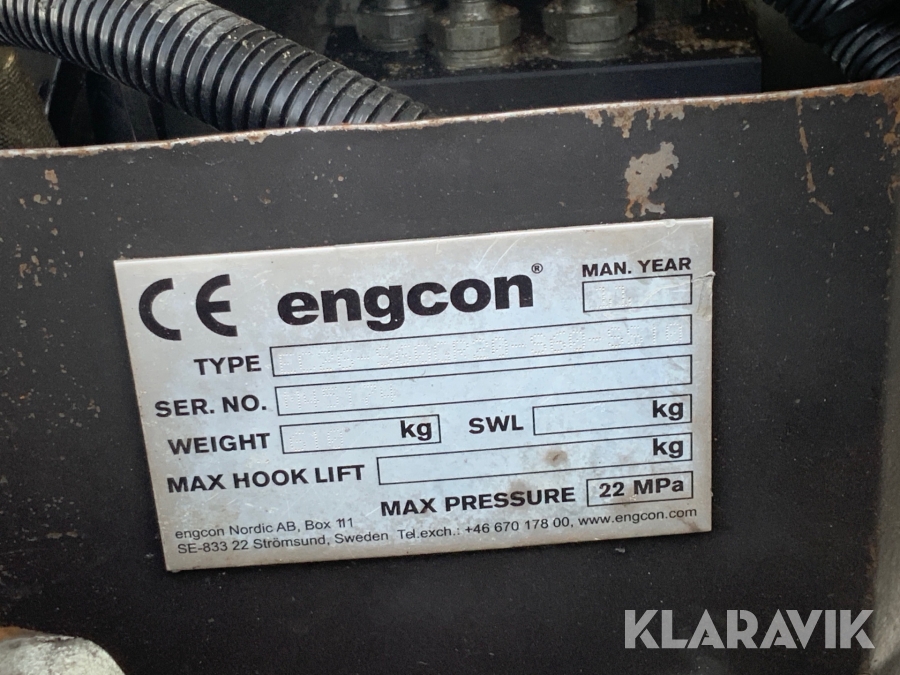 CE engcon®
MAN. YEAR
TYPE
SER. NO.
WEIGHT kg SWL kg
MAX HOOK LIFT kg
MAX PRESSURE 22 MPa
engcon Nordic AB, Box 111
SE-833 22 Strömsund, Sweden Tel.exch.: +46 670 178 00, www.engcon.com
KLARAVIK